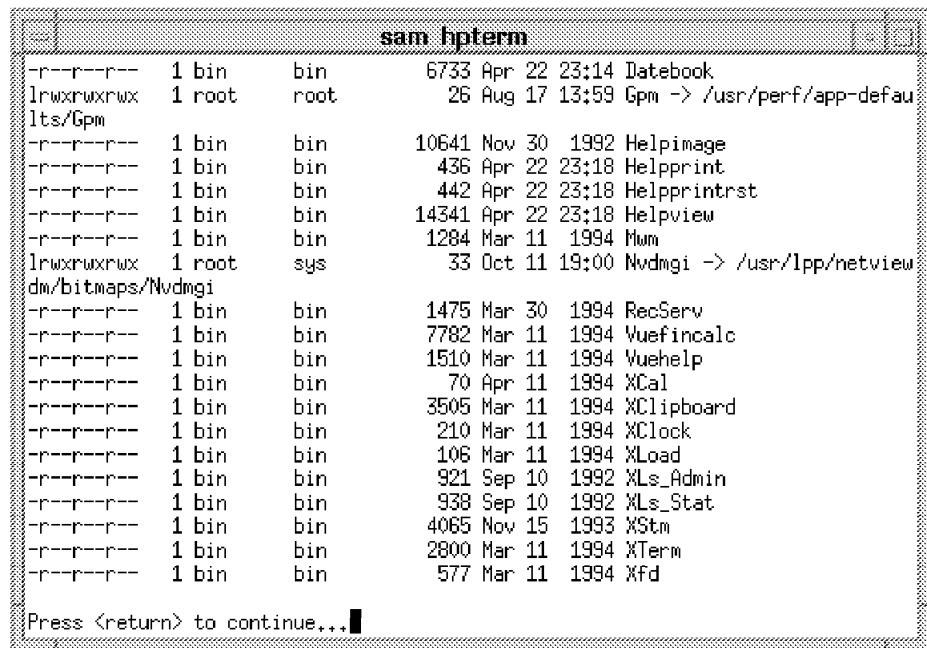 sam hpterm
-r--r--r--   1 bin      bin         6733 Apr 22 23:14 Datebook
lrwxrwxrwx   1 root     root          26 Aug 17 13:59 Gpm -> /usr/perf/app-defau
lts/Gpm
-r--r--r--   1 bin      bin        10641 Nov 30  1992 Helpimage
-r--r--r--   1 bin      bin          436 Apr 22 23:18 Helpprint
-r--r--r--   1 bin      bin          442 Apr 22 23:18 Helpprintrst
-r--r--r--   1 bin      bin        14341 Apr 22 23:18 Helpview
-r--r--r--   1 bin      bin         1284 Mar 11  1994 Mwm
lrwxrwxrwx   1 root     sys           33 Oct 11 19:00 Nvdmgi -> /usr/lpp/netview
dm/bitmaps/Nvdmgi
-r--r--r--   1 bin      bin         1475 Mar 30  1994 RecServ
-r--r--r--   1 bin      bin         7782 Mar 11  1994 Vuefincalc
-r--r--r--   1 bin      bin         1510 Mar 11  1994 Vuehelp
-r--r--r--   1 bin      bin           70 Apr 11  1994 XCal
-r--r--r--   1 bin      bin         3505 Mar 11  1994 XClipboard
-r--r--r--   1 bin      bin          210 Mar 11  1994 XClock
-r--r--r--   1 bin      bin          106 Mar 11  1994 XLoad
-r--r--r--   1 bin      bin          921 Sep 10  1992 XLs_Admin
-r--r--r--   1 bin      bin          938 Sep 10  1992 XLs_Stat
-r--r--r--   1 bin      bin         4065 Nov 15  1993 XStm
-r--r--r--   1 bin      bin         2800 Mar 11  1994 XTerm
-r--r--r--   1 bin      bin          577 Mar 11  1994 Xfd
Press <return> to continue...